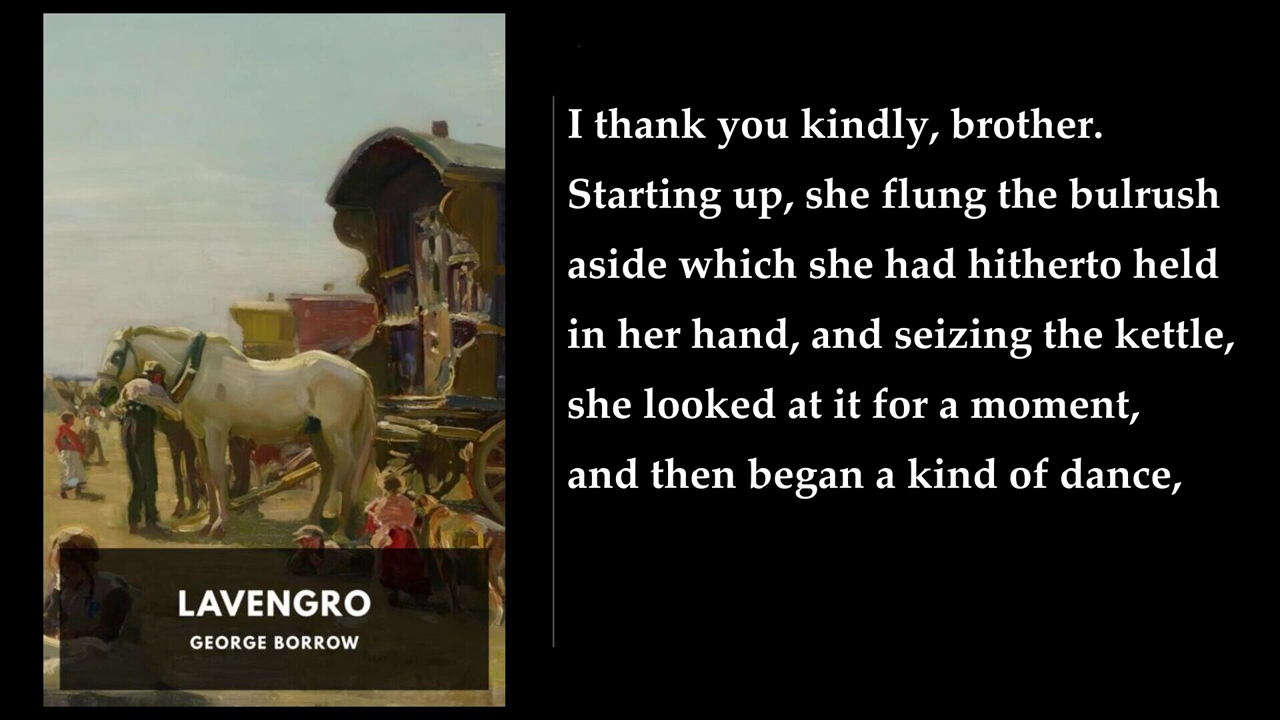 I thank you kindly, brother.
Starting up, she flung the bulrush
aside which she had hitherto held
in her hand, and seizing the kettle,
she looked at it for a moment,
and then began a kind of dance,
LAVENGRO
GEORGE BORROW